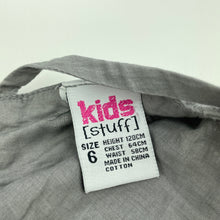 kids
[stuff]
SIZE 6
HEIGHT 120CM
CHEST 64CM
WAIST 58CM
MADE IN CHINA
COTTON